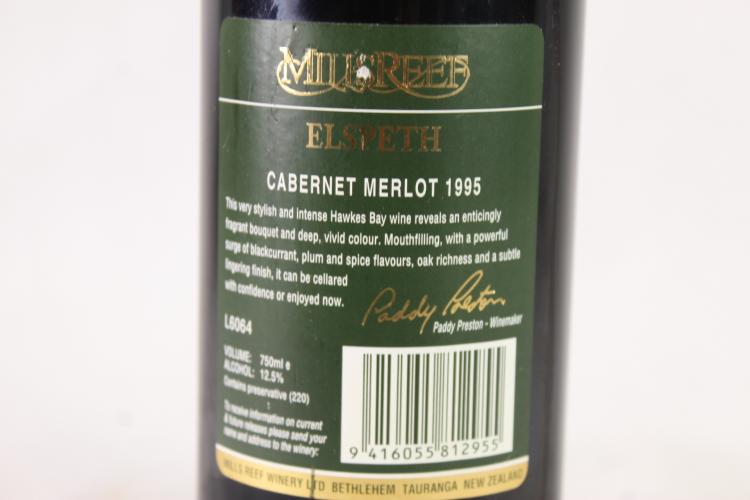 MILLS REEF
ELSPETH
CABERNET MERLOT 1995
This very stylish and intense Hawkes Bay wine reveals an enticingly
fragrant bouquet and deep, vivid colour. Mouthfilling, with a powerful
surge of blackcurrant, plum and spice flavours, oak richness and a subtle
lingering finish, it can be cellared
with confidence or enjoyed now.
Paddy Preston
Paddy Preston - Winemaker
L6064
VOLUME: 750ml e
ALCOHOL: 12.5%
Contains preservative (220)
To receive information on current
& future releases please send your
name and address to the winery:
9 416055 812955
MILLS REEF WINERY LTD BETHLEHEM TAURANGA NEW ZEALAND